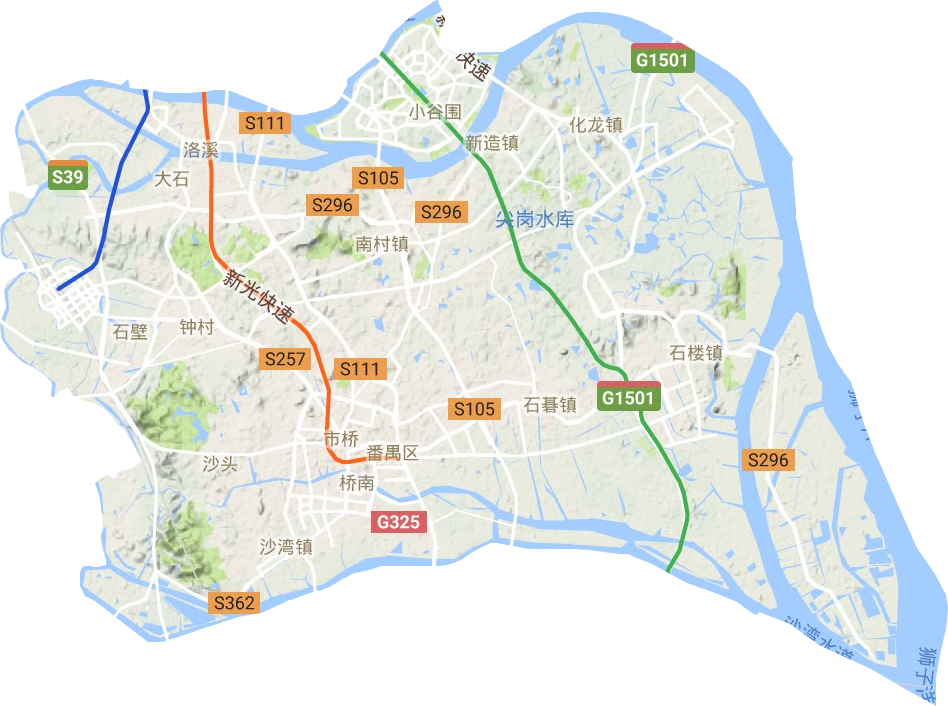 快速
G1501
小谷围
S111
化龙镇
新造镇
洛溪
S39
大石
S105
S296
S296
尖岗水库
南村镇
新光快速
石壁
钟村
S257
S111
石楼镇
G1501
S105
石碁镇
市桥
番禺区
沙头
S296
桥南
G325
沙湾镇
S362
沙湾水道
狮子洋